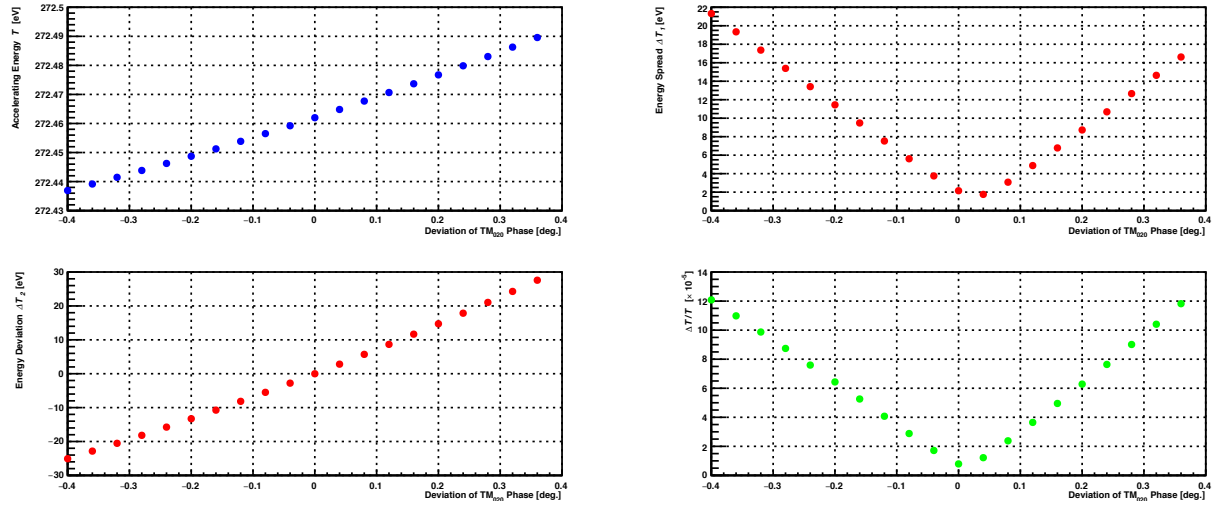 Accelerating Energy T [eV]
272.5
272.49
272.48
272.47
272.46
272.45
272.44
272.43
−0.4 −0.3 −0.2 −0.1 0 0.1 0.2 0.3 0.4
Deviation of TM020 Phase [deg.]
Energy Spread ΔT1 [eV]
22
20
18
16
14
12
10
8
6
4
2
0
−0.4 −0.3 −0.2 −0.1 0 0.1 0.2 0.3 0.4
Deviation of TM020 Phase [deg.]
Energy Deviation ΔT2 [eV]
30
20
10
0
−10
−20
−30
−0.4 −0.3 −0.2 −0.1 0 0.1 0.2 0.3 0.4
Deviation of TM020 Phase [deg.]
ΔT/T [× 10-5]
14
12
10
8
6
4
2
0
−0.4 −0.3 −0.2 −0.1 0 0.1 0.2 0.3 0.4
Deviation of TM020 Phase [deg.]